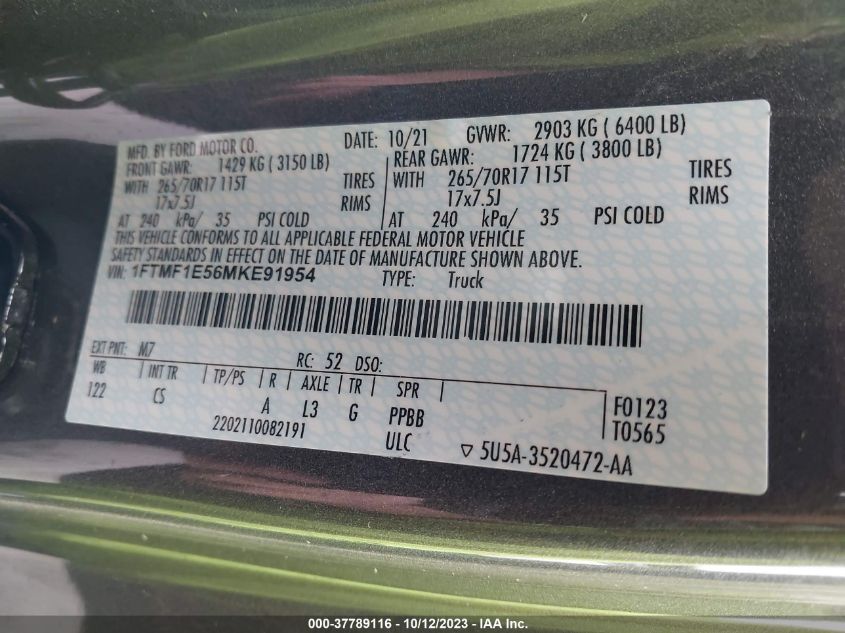 MFD. BY FORD MOTOR CO. DATE: 10/21 GVWR: 2903 KG ( 6400 LB)
FRONT GAWR: 1429 KG ( 3150 LB) REAR GAWR: 1724 KG ( 3800 LB)
WITH 265/70R17 115T TIRES WITH 265/70R17 115T TIRES
17x7.5J RIMS 17x7.5J RIMS
AT 240 kPa/ 35 PSI COLD AT 240 kPa/ 35 PSI COLD
THIS VEHICLE CONFORMS TO ALL APPLICABLE FEDERAL MOTOR VEHICLE
SAFETY STANDARDS IN EFFECT ON THE DATE OF MANUFACTURE SHOWN ABOVE.
VIN: 1FTMF1E56MKE91954 TYPE: Truck
EXT PNT: M7 RC: 52 DSO:
WB INT TR TP/PS R AXLE TR SPR
122 CS A L3 G PPBB F0123
2202110082191 ULC T0565
▽ 5U5A-3520472-AA
000-37789116 - 10/12/2023 - IAA Inc.